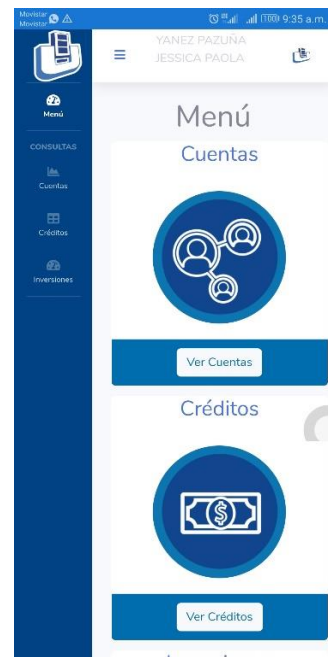 Movistar
Movistar
100 9:35 a.m.
YANEZ PAZUÑA
JESSICA PAOLA
Menú
CONSULTAS
Cuentas
Créditos
Inversiones
Menú
Cuentas
Ver Cuentas
Créditos
$
Ver Créditos